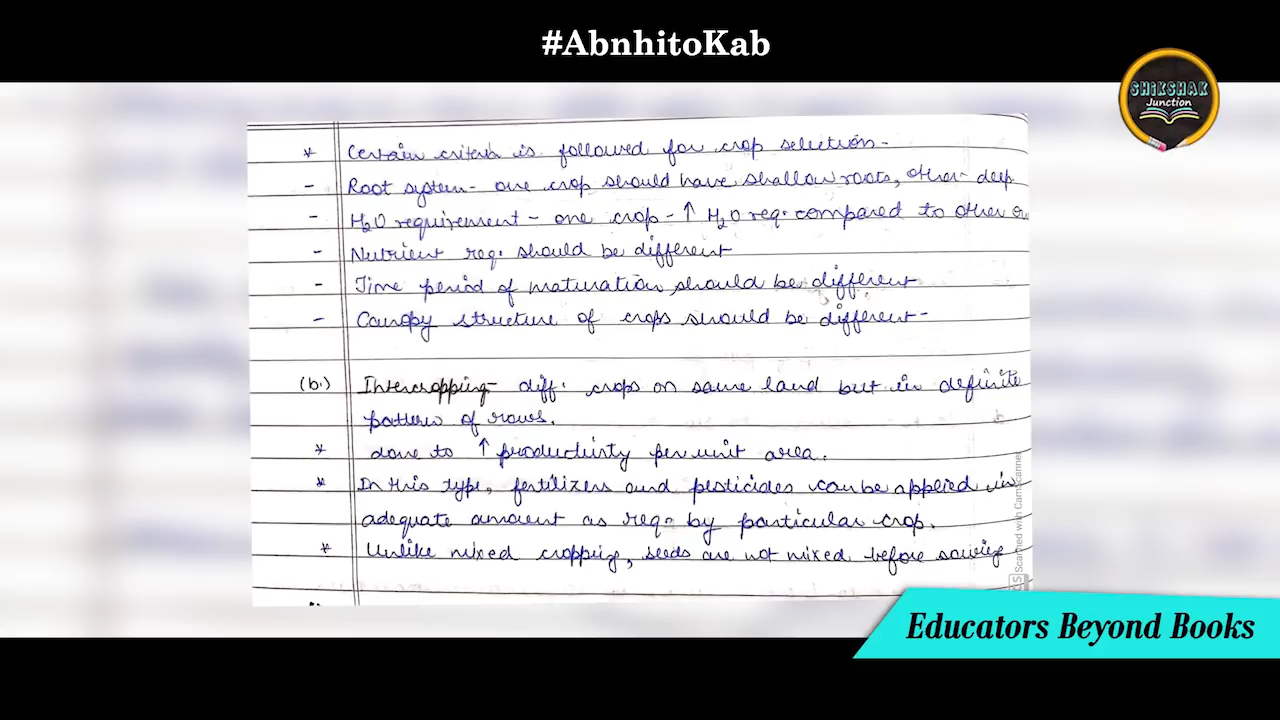 #AbnhitoKab
SHiKSHAK
Junction
* Certain criteria is followed for crop selection-
- Root system- one crop should have shallow roots, other- deep
- H₂O requirement - one crop - ↑ H₂O req. compared to other
- Nutrient req. should be different
- Time period of maturation should be different
- Canopy structure of crops should be different-
(b.) Intercropping- diff. crops on same land but in definite
pattern of rows.
* done to ↑ productivity per unit area.
* In this type, fertilizers and pesticides can be applied in
adequate amount as req. by particular crop.
* Unlike mixed cropping, seeds are not mixed before sowing
CS Scanned with CamScanner
Educators Beyond Books